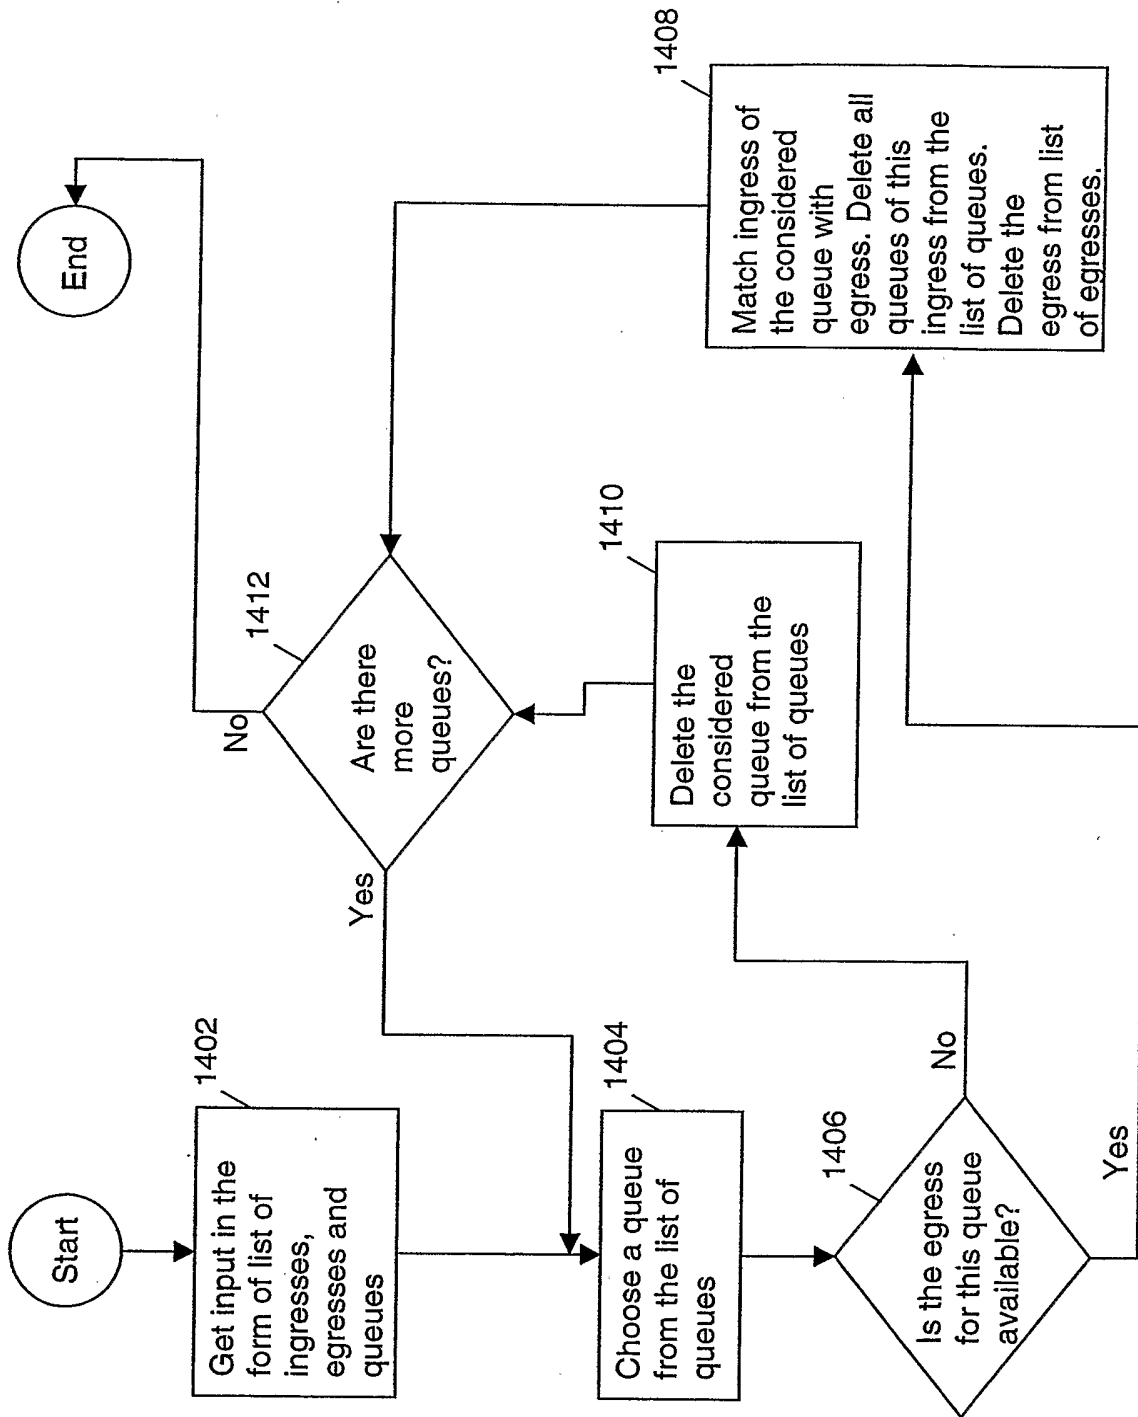 Start
1402
Get input in the
form of list of
ingresses,
egresses and
queues
1404
Choose a queue
from the list of
queues
1406
Is the egress
for this queue
available?
No
Yes
1410
Delete the
considered
queue from the
list of queues
1408
Match ingress of
the considered
queue with
egress. Delete all
queues of this
ingress from the
list of queues.
Delete the
egress from list
of egresses.
1412
Are there
more
queues?
Yes
No
End